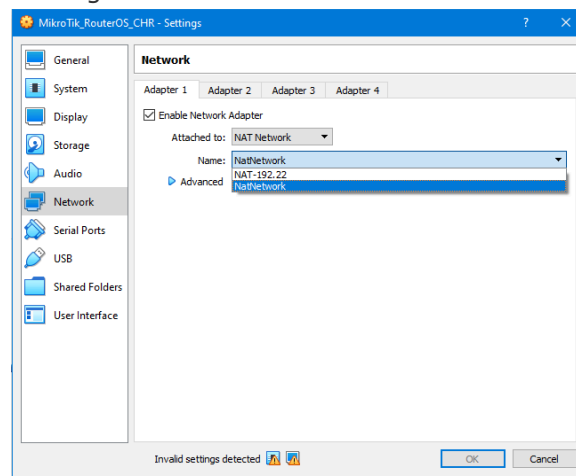 MikroTik_RouterOS_CHR - Settings
? ×
General
System
Display
Storage
Audio
Network
Serial Ports
USB
Shared Folders
User Interface
Network
Adapter 1 Adapter 2 Adapter 3 Adapter 4
Enable Network Adapter
Attached to: NAT Network
Name: NatNetwork
NAT-192.22
NatNetwork
Advanced
Invalid settings detected
OK Cancel